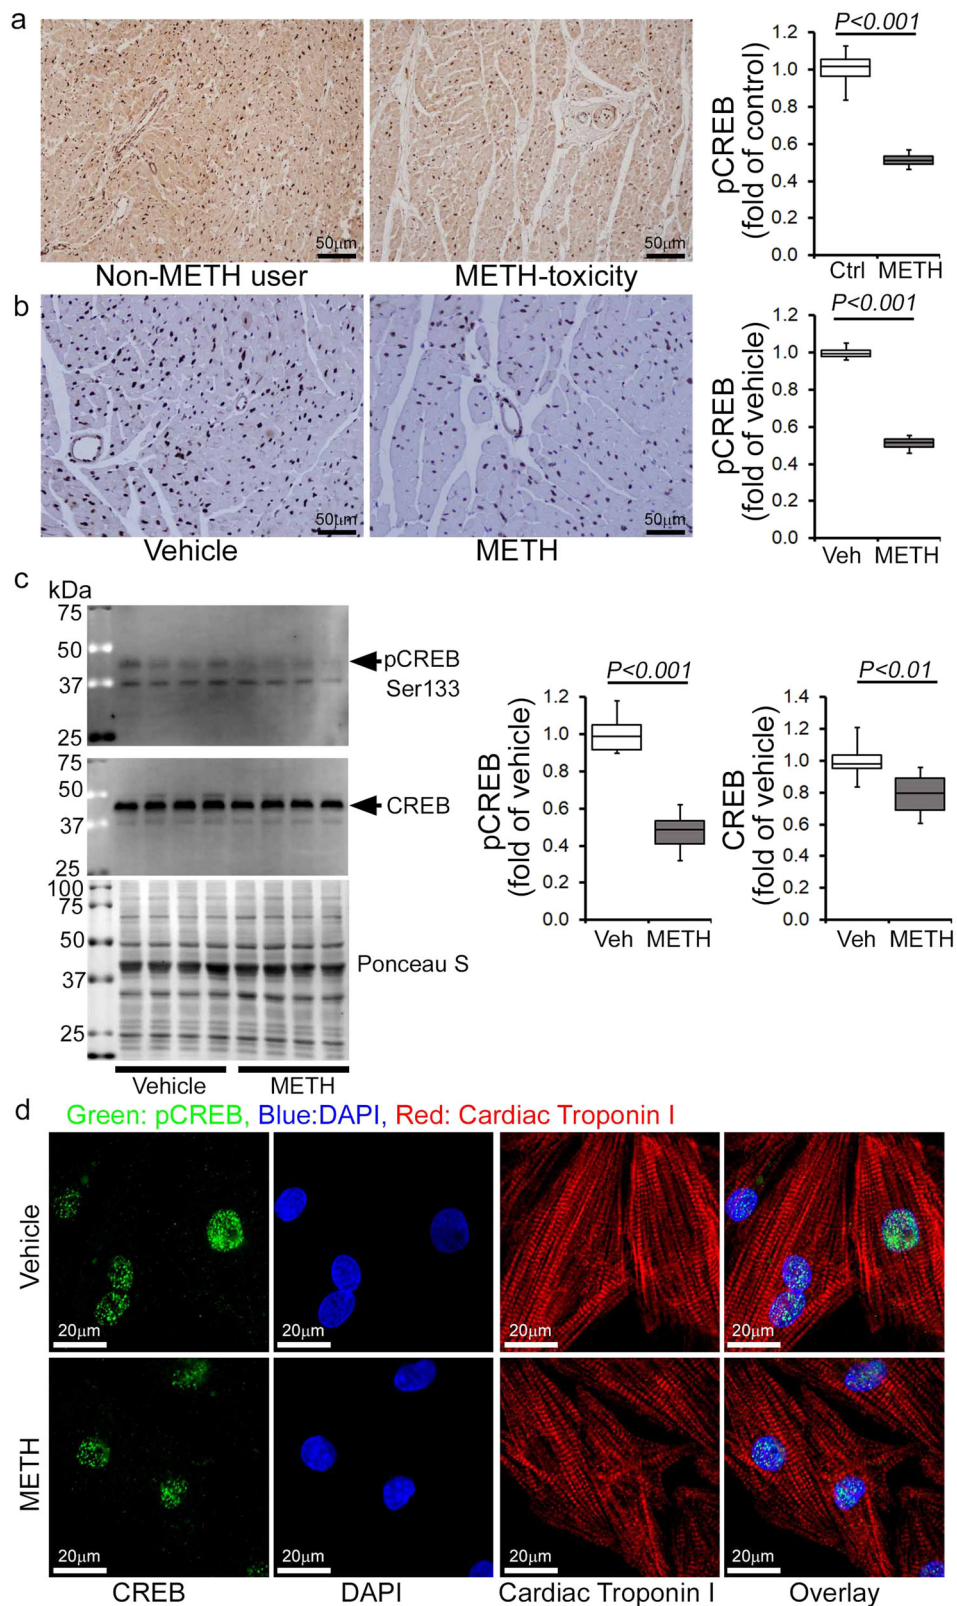 a
50µm
50µm
Non-METH user
METH-toxicity
P<0.001
pCREB
(fold of control)
1.2
1.0
0.8
0.6
0.4
0.2
0.0
Ctrl METH
b
50µm
50µm
Vehicle
METH
P<0.001
pCREB
(fold of vehicle)
1.2
1.0
0.8
0.6
0.4
0.2
0.0
Veh METH
c
kDa
75
50
37
25
pCREB
Ser133
75
50
37
25
CREB
100
75
50
37
25
Ponceau S
Vehicle
METH
P<0.001
pCREB
(fold of vehicle)
1.2
1.0
0.8
0.6
0.4
0.2
0.0
Veh METH
P<0.01
CREB
(fold of vehicle)
1.4
1.2
1.0
0.8
0.6
0.4
0.2
0.0
Veh METH
d
Green: pCREB, Blue:DAPI, Red: Cardiac Troponin I
Vehicle
20µm
20µm
20µm
20µm
METH
20µm
20µm
20µm
20µm
CREB
DAPI
Cardiac Troponin I
Overlay